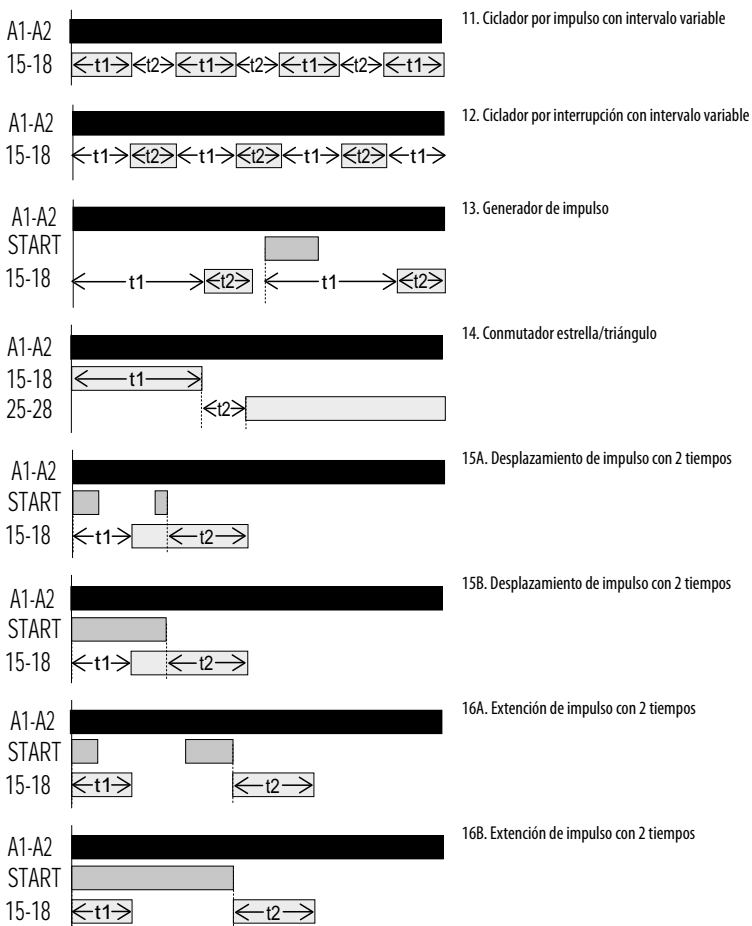 A1-A2
11. Ciclador por impulso con intervalo variable
15-18 t1 t2 t1 t2 t1 t2 t1
A1-A2
12. Ciclador por interrupción con intervalo variable
15-18 t1 t2 t1 t2 t1 t2 t1
A1-A2
13. Generador de impulso
START
15-18 t1 t2 t1 t2
A1-A2
14. Conmutador estrella/triángulo
15-18 t1
25-28 t2
A1-A2
15A. Desplazamiento de impulso con 2 tiempos
START
15-18 t1 t2
A1-A2
15B. Desplazamiento de impulso con 2 tiempos
START
15-18 t1 t2
A1-A2
16A. Extención de impulso con 2 tiempos
START
15-18 t1 t2
A1-A2
16B. Extención de impulso con 2 tiempos
START
15-18 t1 t2